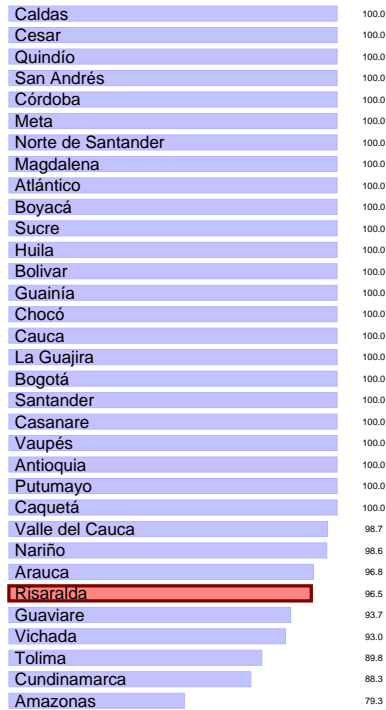 Caldas 100.0
Cesar 100.0
Quindío 100.0
San Andrés 100.0
Córdoba 100.0
Meta 100.0
Norte de Santander 100.0
Magdalena 100.0
Atlántico 100.0
Boyacá 100.0
Sucre 100.0
Huila 100.0
Bolivar 100.0
Guainía 100.0
Chocó 100.0
Cauca 100.0
La Guajira 100.0
Bogotá 100.0
Santander 100.0
Casanare 100.0
Vaupés 100.0
Antioquia 100.0
Putumayo 100.0
Caquetá 100.0
Valle del Cauca 98.7
Nariño 98.6
Arauca 96.8
Risaralda 96.5
Guaviare 93.7
Vichada 93.0
Tolima 89.8
Cundinamarca 88.3
Amazonas 79.3